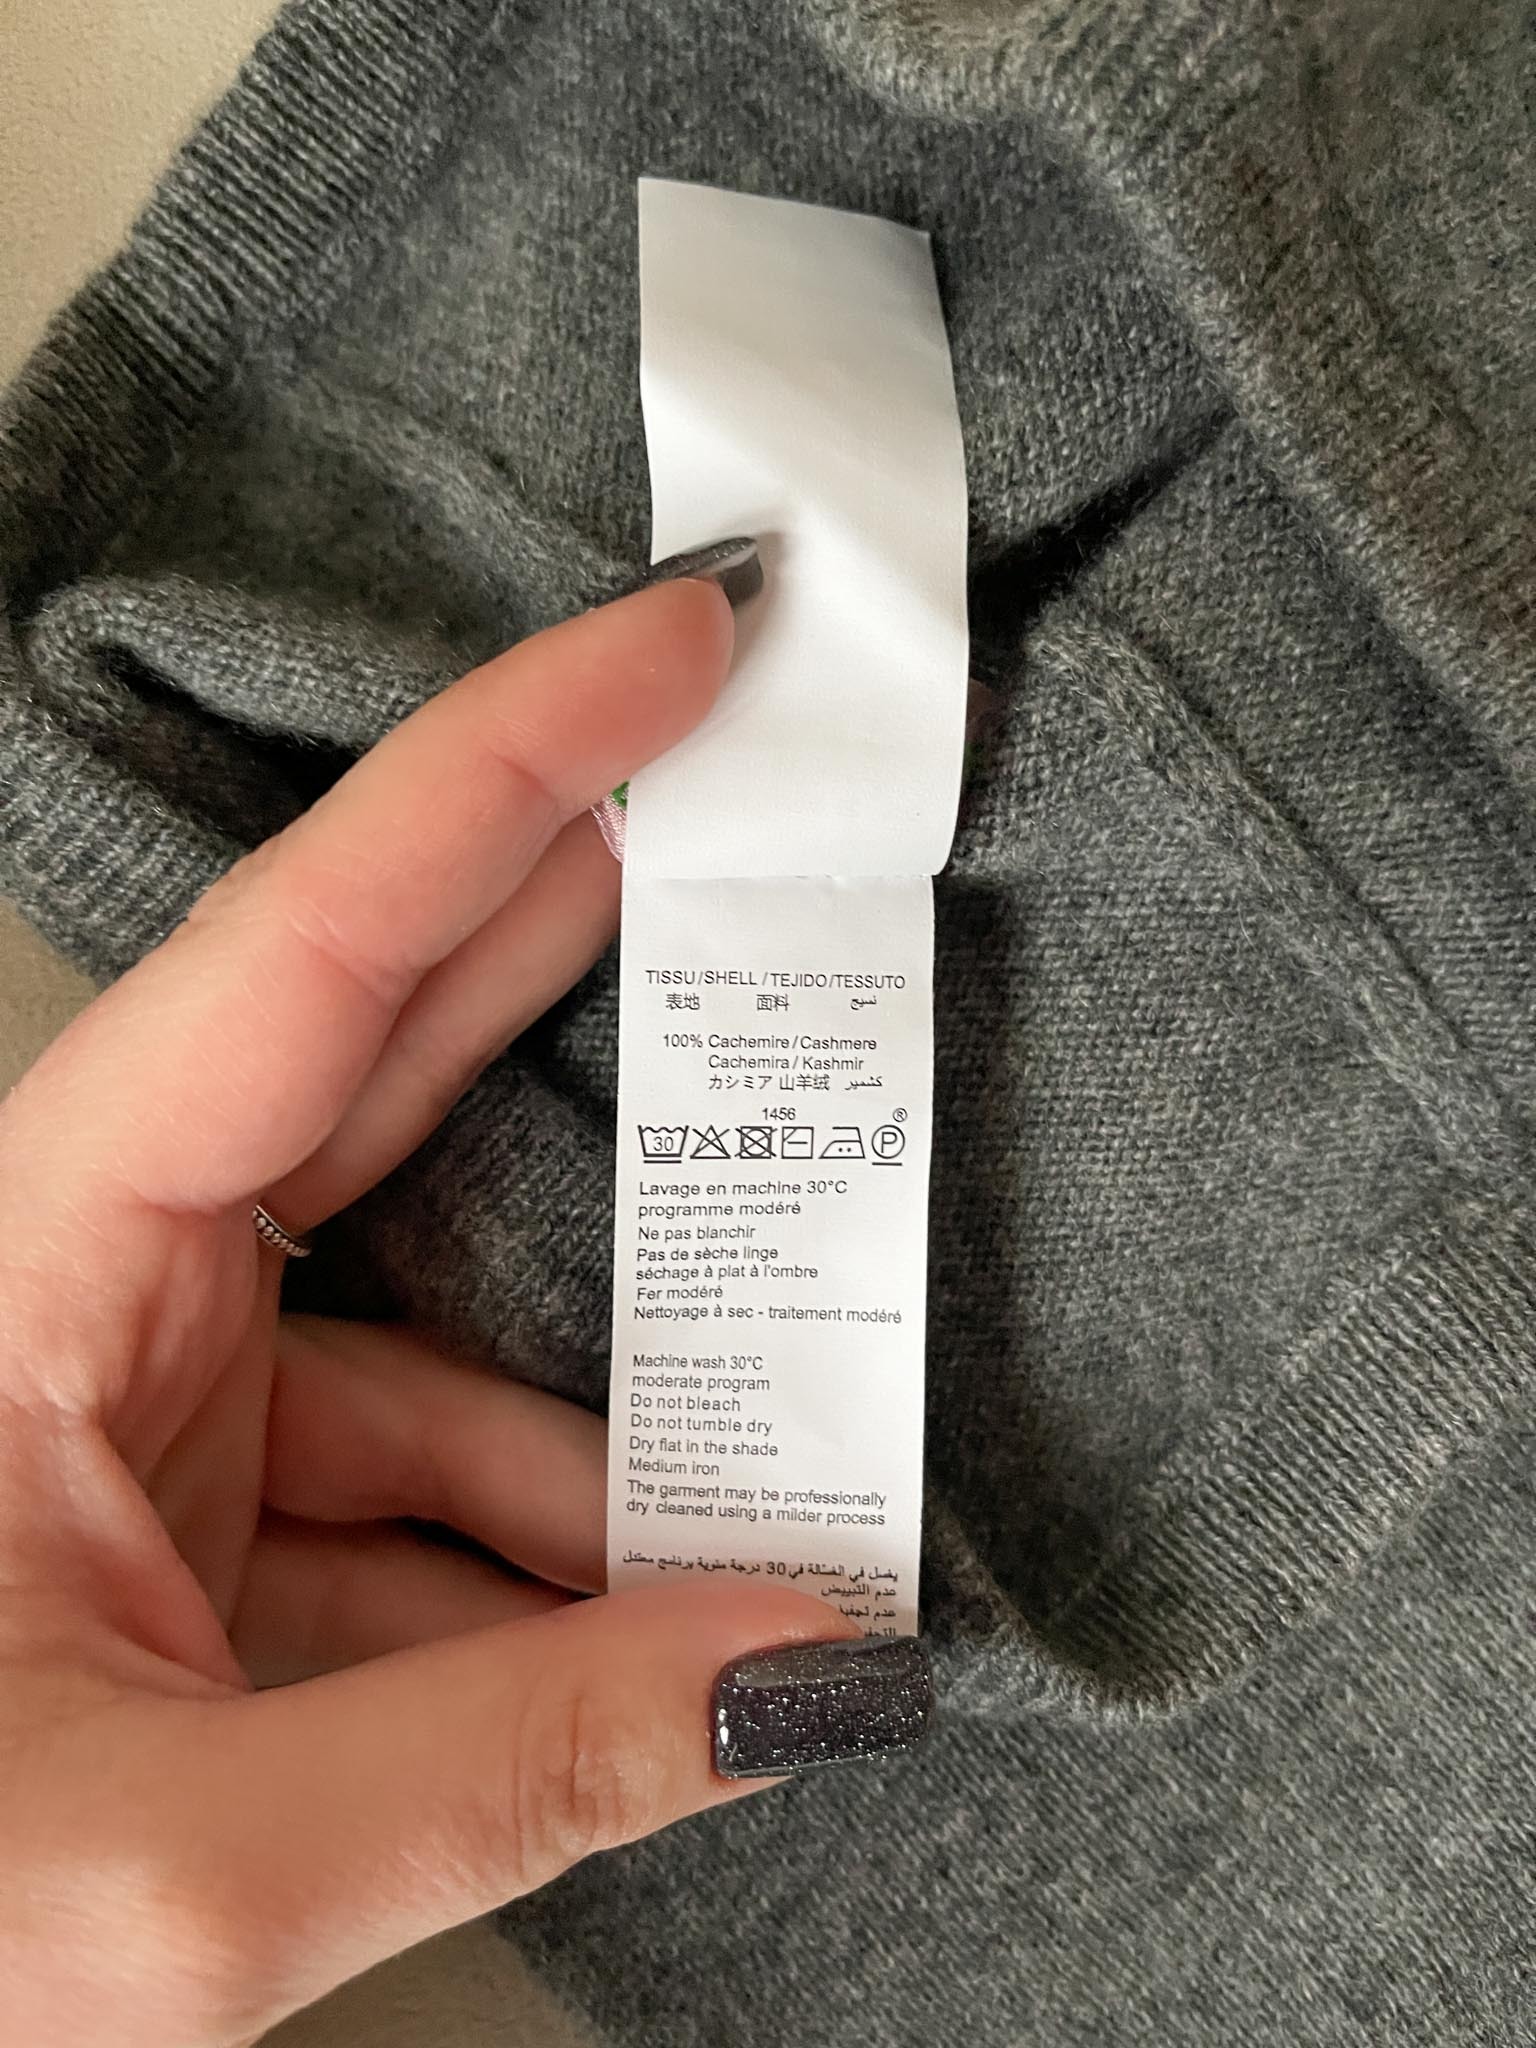 TISSU/SHELL/TEJIDO/TESSUTO
表地 面料 نسيج
100% Cachemire/Cashmere
Cachemira/Kashmir
カシミア 山羊绒 كشمير
1456 ®
30 P
Lavage en machine 30°C
programme modéré
Ne pas blanchir
Pas de sèche linge
séchage à plat à l'ombre
Fer modéré
Nettoyage à sec - traitement modéré
Machine wash 30°C
moderate program
Do not bleach
Do not tumble dry
Dry flat in the shade
Medium iron
The garment may be professionally
dry cleaned using a milder process
يغسل في الغسّالة في 30 درجة مئوية برنامج معتدل
عدم التبييض
عدم